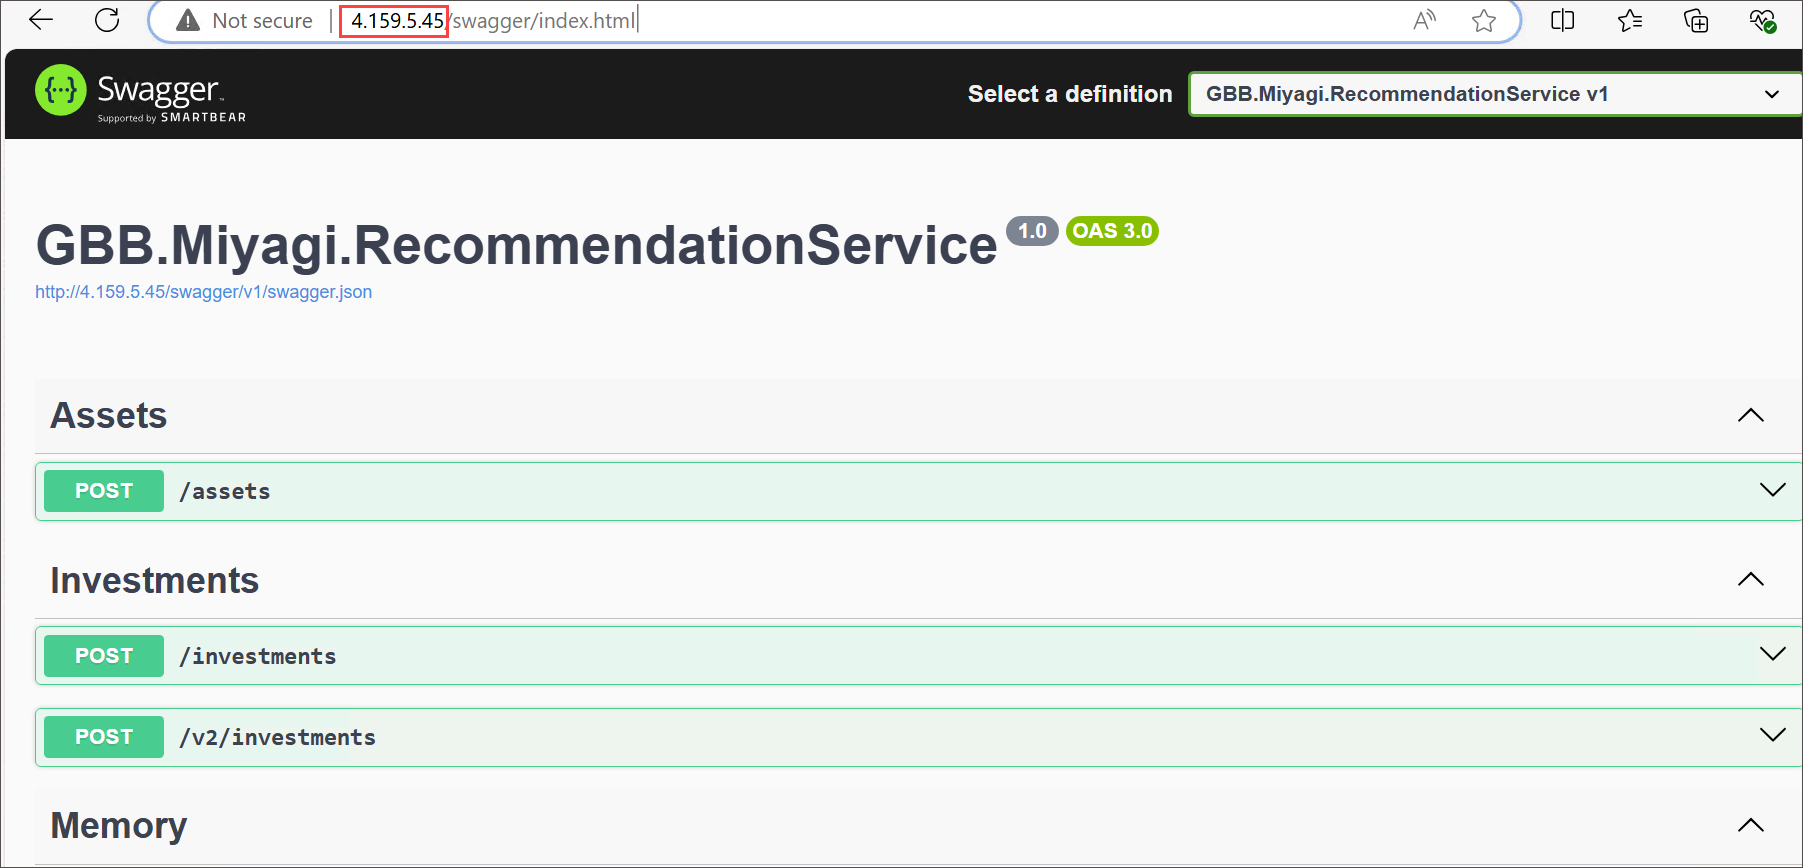 Not secure | 4.159.5.45/swagger/index.html
{···} Swagger™
Supported by SMARTBEAR
Select a definition
GBB.Miyagi.RecommendationService v1
GBB.Miyagi.RecommendationService 1.0 OAS 3.0
http://4.159.5.45/swagger/v1/swagger.json
Assets
POST /assets
Investments
POST /investments
POST /v2/investments
Memory